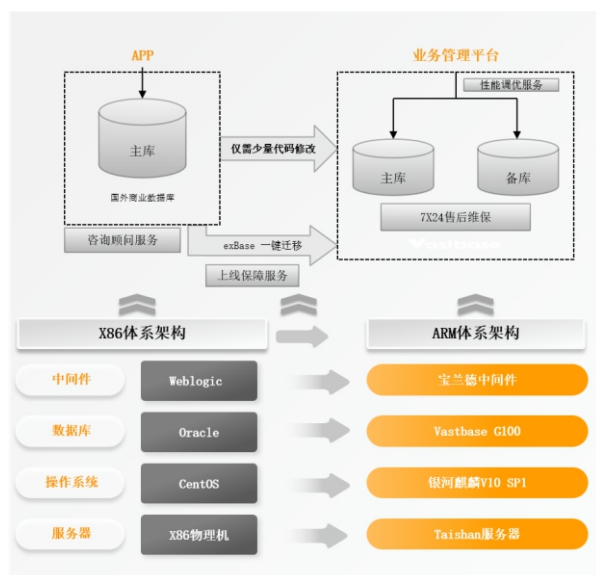 APP
业务管理平台
性能调优服务
主库
仅需少量代码修改
主库
备库
国外商业数据库
7X24售后维保
咨询顾问服务
exBase 一键迁移
Vastbase
上线保障服务
X86体系架构
ARM体系架构
中间件
Weblogic
宝兰德中间件
数据库
Oracle
Vastbase G100
操作系统
CentOS
银河麒麟V10 SP1
服务器
X86物理机
Taishan服务器